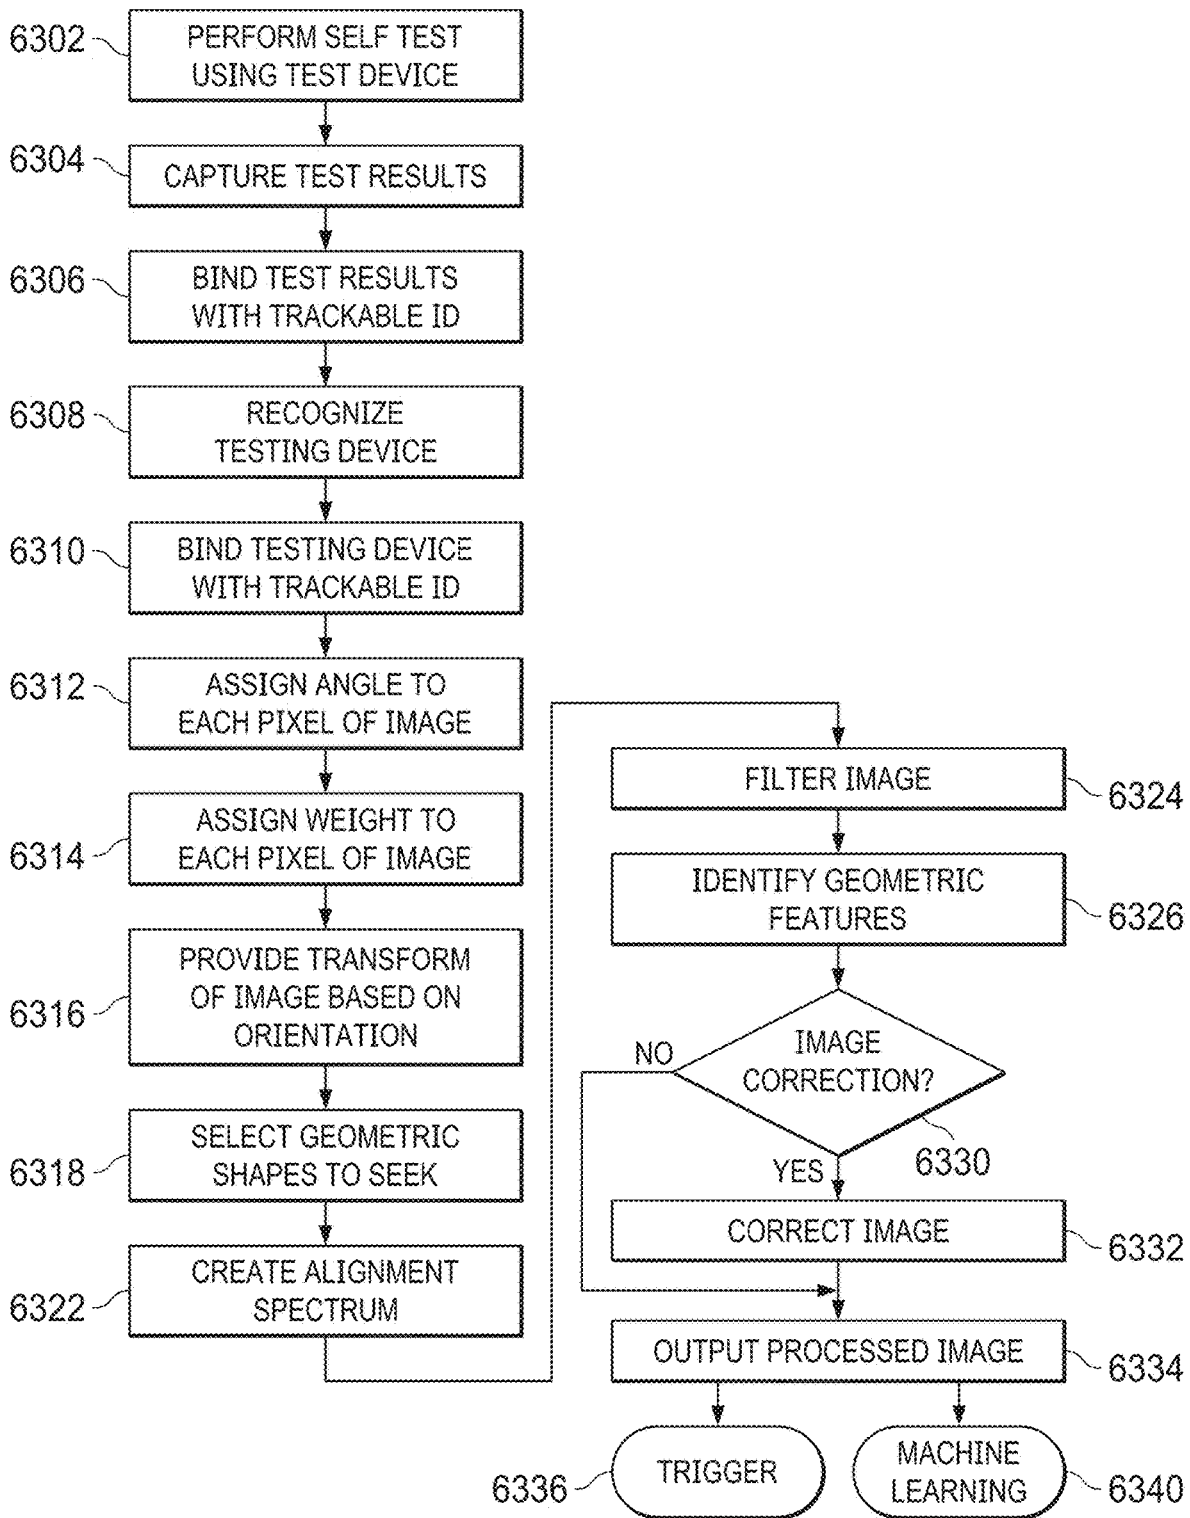 6302
PERFORM SELF TEST
USING TEST DEVICE
6304
CAPTURE TEST RESULTS
6306
BIND TEST RESULTS
WITH TRACKABLE ID
6308
RECOGNIZE
TESTING DEVICE
6310
BIND TESTING DEVICE
WITH TRACKABLE ID
6312
ASSIGN ANGLE TO
EACH PIXEL OF IMAGE
6314
ASSIGN WEIGHT TO
EACH PIXEL OF IMAGE
6316
PROVIDE TRANSFORM
OF IMAGE BASED ON
ORIENTATION
6318
SELECT GEOMETRIC
SHAPES TO SEEK
6322
CREATE ALIGNMENT
SPECTRUM
FILTER IMAGE
6324
IDENTIFY GEOMETRIC
FEATURES
6326
IMAGE
CORRECTION?
NO
6330
YES
CORRECT IMAGE
6332
OUTPUT PROCESSED IMAGE
6334
6336
TRIGGER
MACHINE
LEARNING
6340